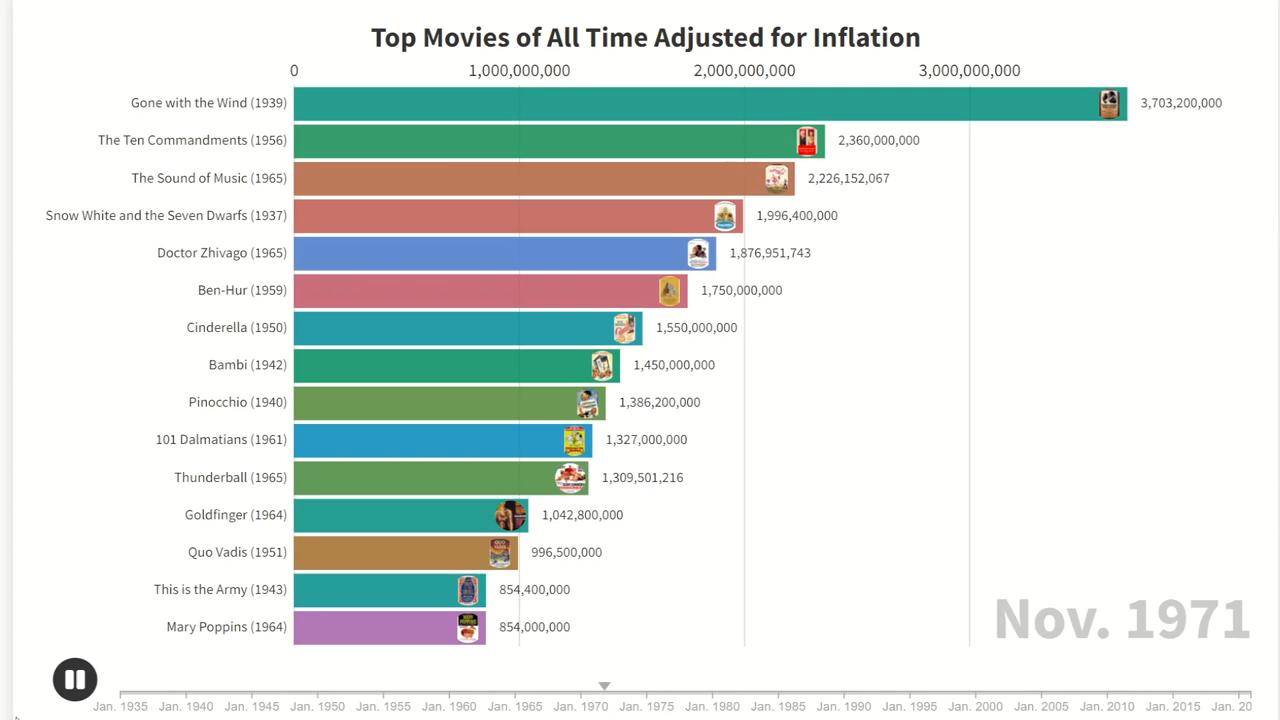 Top Movies of All Time Adjusted for Inflation
0 1,000,000,000 2,000,000,000 3,000,000,000
Gone with the Wind (1939) 3,703,200,000
The Ten Commandments (1956) 2,360,000,000
The Sound of Music (1965) 2,226,152,067
Snow White and the Seven Dwarfs (1937) 1,996,400,000
Doctor Zhivago (1965) 1,876,951,743
Ben-Hur (1959) 1,750,000,000
Cinderella (1950) 1,550,000,000
Bambi (1942) 1,450,000,000
Pinocchio (1940) 1,386,200,000
101 Dalmatians (1961) 1,327,000,000
Thunderball (1965) 1,309,501,216
Goldfinger (1964) 1,042,800,000
Quo Vadis (1951) 996,500,000
This is the Army (1943) 854,400,000
Mary Poppins (1964) 854,000,000
Nov. 1971
Jan. 1935 Jan. 1940 Jan. 1945 Jan. 1950 Jan. 1955 Jan. 1960 Jan. 1965 Jan. 1970 Jan. 1975 Jan. 1980 Jan. 1985 Jan. 1990 Jan. 1995 Jan. 2000 Jan. 2005 Jan. 2010 Jan. 2015 Jan. 20